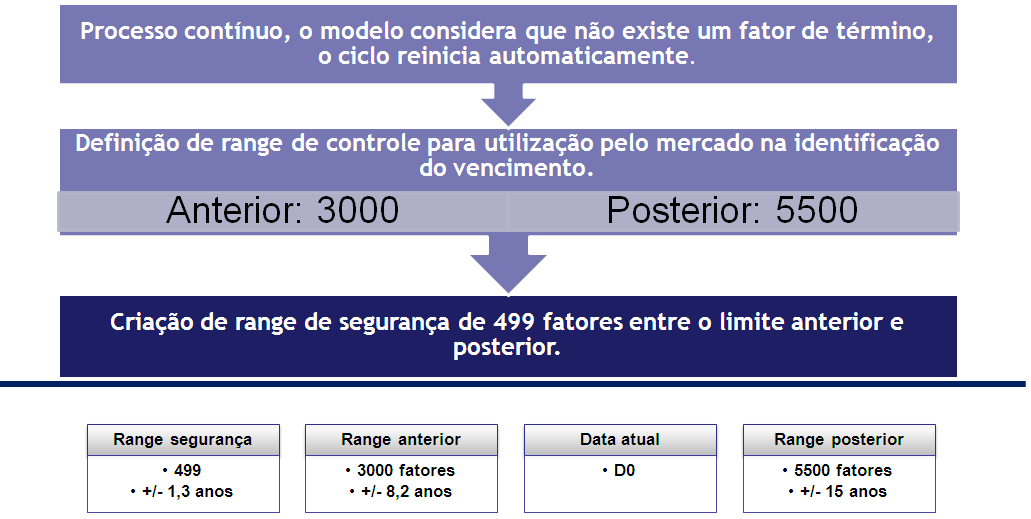 Processo contínuo, o modelo considera que não existe um fator de término,
o ciclo reinicia automaticamente.
Definição de range de controle para utilização pelo mercado na identificação
do vencimento.
Anterior: 3000
Posterior: 5500
Criação de range de segurança de 499 fatores entre o limite anterior e
posterior.
Range segurança
• 499
• +/- 1,3 anos
Range anterior
• 3000 fatores
• +/- 8,2 anos
Data atual
• D0
Range posterior
• 5500 fatores
• +/- 15 anos